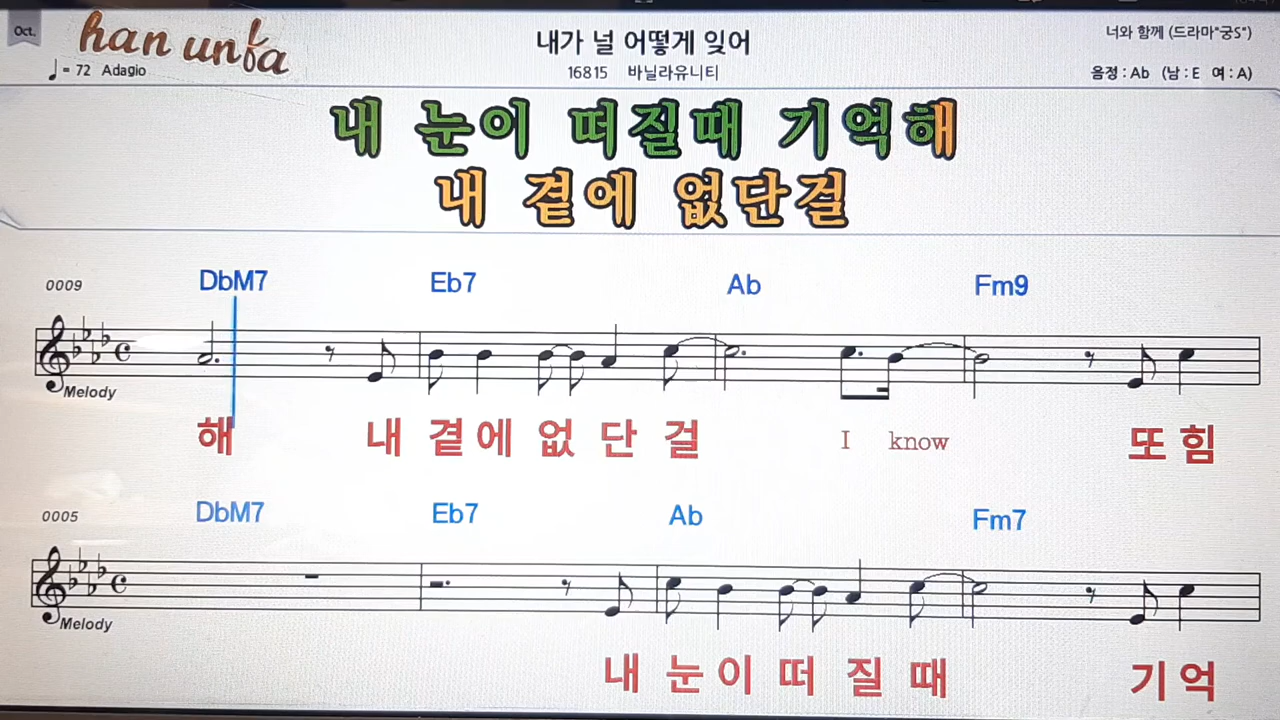 Oct.
han unfa
♩= 72 Adagio
내가 널 어떻게 잊어
16815 바닐라유니티
너와 함께 (드라마"궁S")
음정 : Ab (남 : E 여 : A)
내 눈이 떠질때 기억해
내 곁에 없단걸
0009 DbM7 Eb7 Ab Fm9
Melody
해 내 곁에 없 단 걸 I know 또 힘
0005 DbM7 Eb7 Ab Fm7
Melody
내 눈 이 떠 질 때 기 억